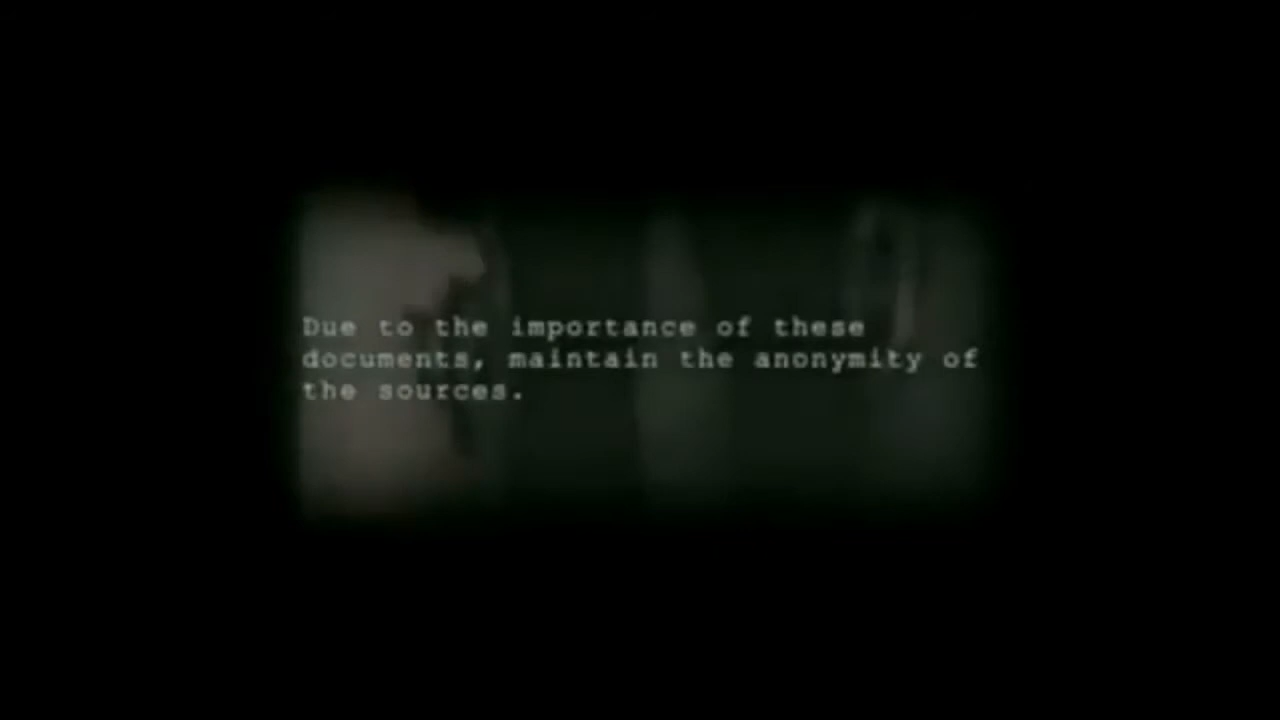 Due to the importance of these
documents, maintain the anonymity of
the sources.